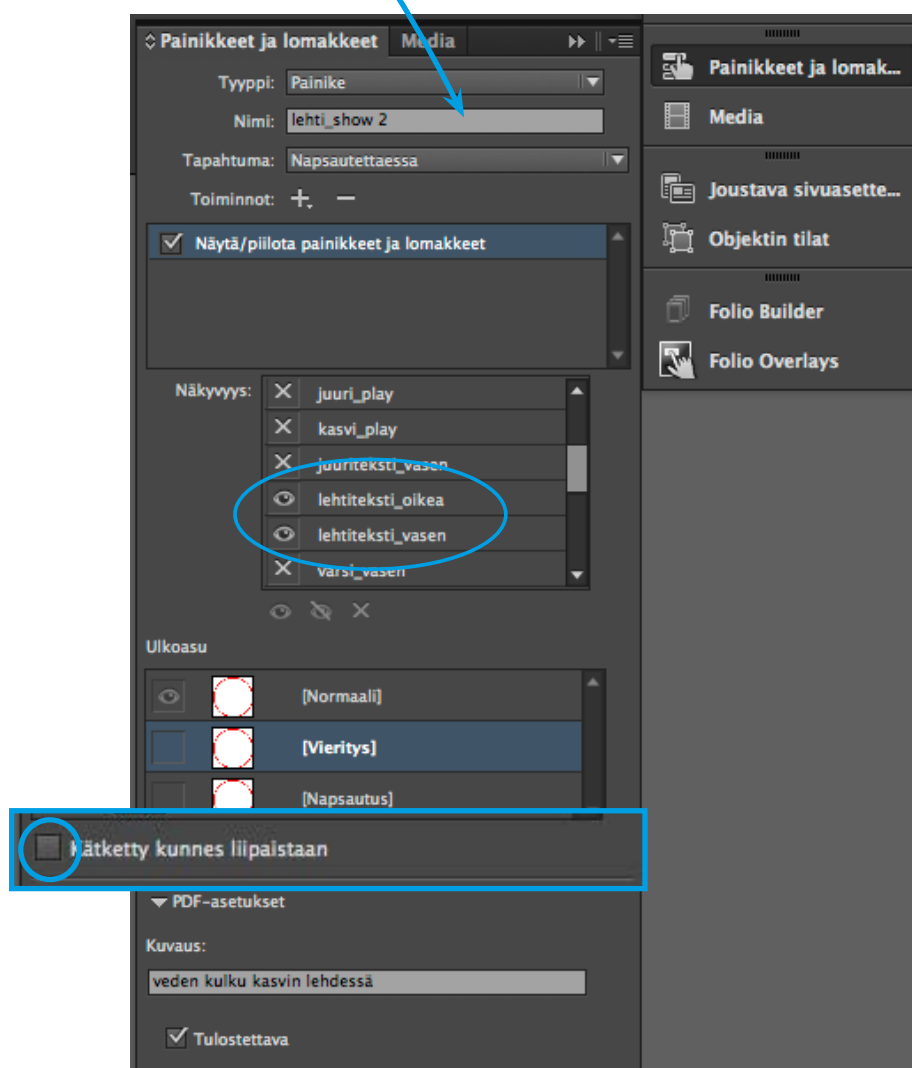 Painikkeet ja lomakkeet Media
Tyyppi: Painike
Nimi: lehti_show 2
Tapahtuma: Napsautettaessa
Toiminnot:
Näytä/piilota painikkeet ja lomakkeet
Näkyvyys: juuri_play
kasvi_play
juuriteksti_vasen
lehtiteksti_oikea
lehtiteksti_vasen
varsi_vasen
Ulkoasu
[Normaali]
[Vieritys]
[Napsautus]
Kätketty kunnes liipaistaan
PDF-asetukset
Kuvaus:
veden kulku kasvin lehdessä
Tulostettava
Painikkeet ja lomak...
Media
Joustava sivuasette...
Objektin tilat
Folio Builder
Folio Overlays